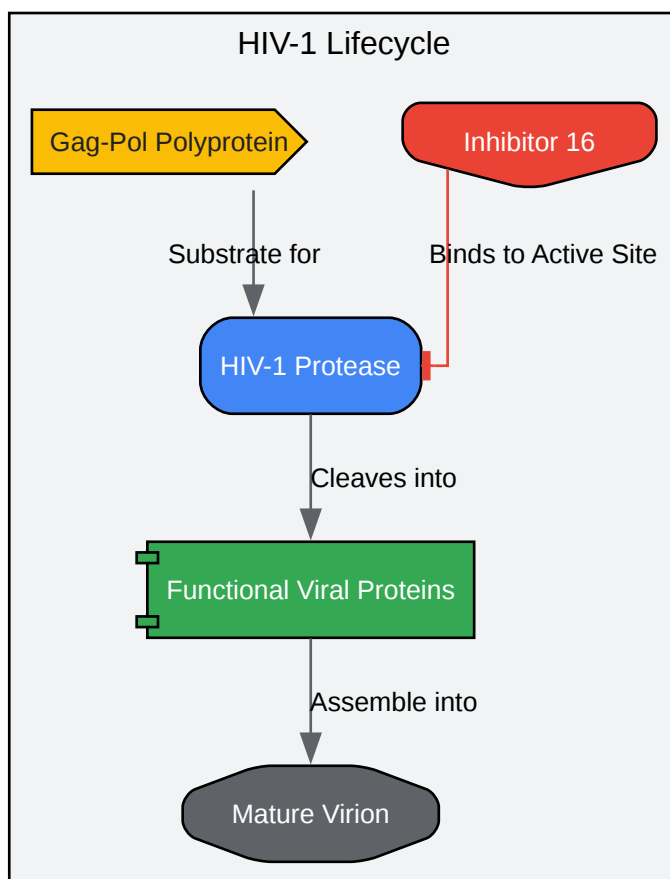 HIV-1 Lifecycle
Gag-Pol Polyprotein
Inhibitor 16
Substrate for
Binds to Active Site
HIV-1 Protease
Cleaves into
Functional Viral Proteins
Assemble into
Mature Virion